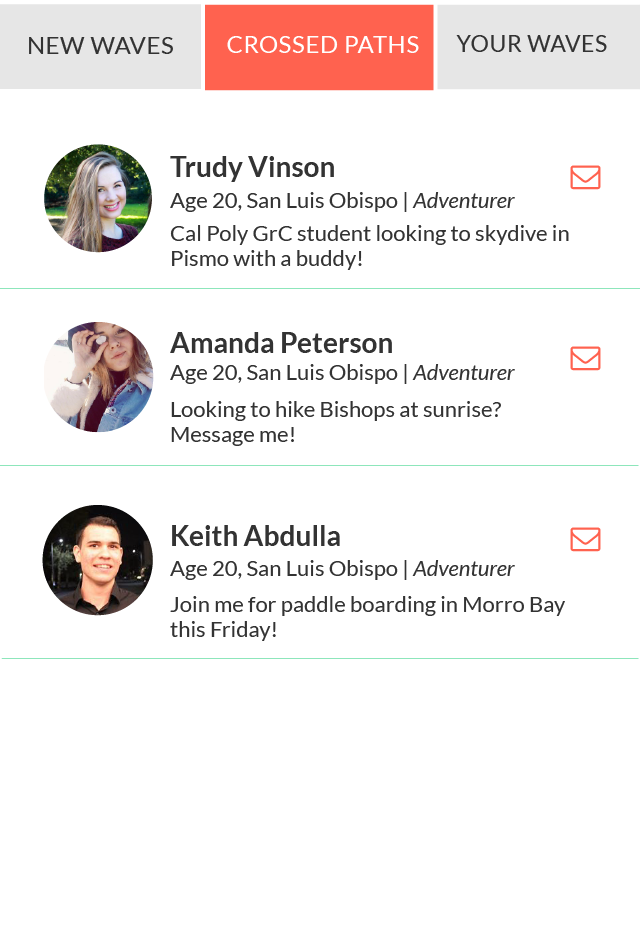 NEW WAVES CROSSED PATHS YOUR WAVES
Trudy Vinson
Age 20, San Luis Obispo | Adventurer
Cal Poly GrC student looking to skydive in
Pismo with a buddy!
Amanda Peterson
Age 20, San Luis Obispo | Adventurer
Looking to hike Bishops at sunrise?
Message me!
Keith Abdulla
Age 20, San Luis Obispo | Adventurer
Join me for paddle boarding in Morro Bay
this Friday!